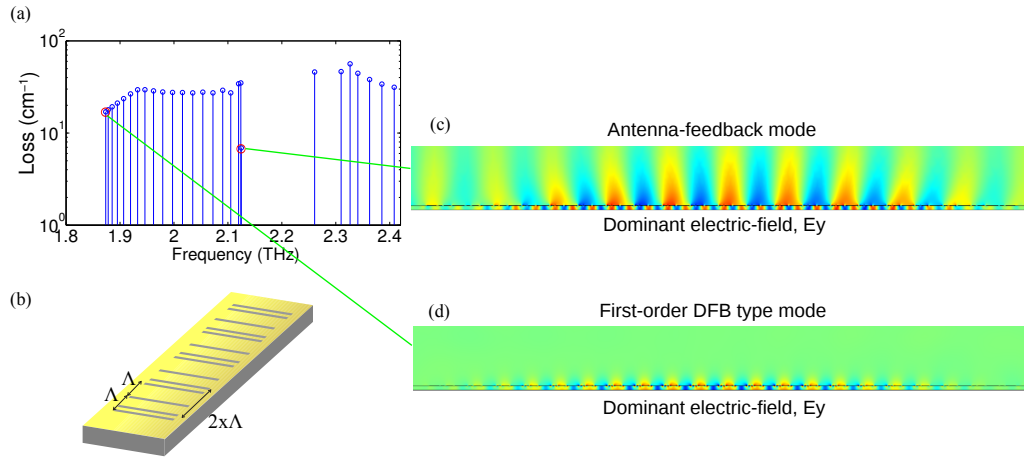 (a)
10²
10¹
10⁰
Loss (cm⁻¹)
1.8 1.9 2 2.1 2.2 2.3 2.4
Frequency (THz)
(b)
Λ
Λ
2xΛ
(c)
Antenna-feedback mode
Dominant electric-field, Ey
(d)
First-order DFB type mode
Dominant electric-field, Ey